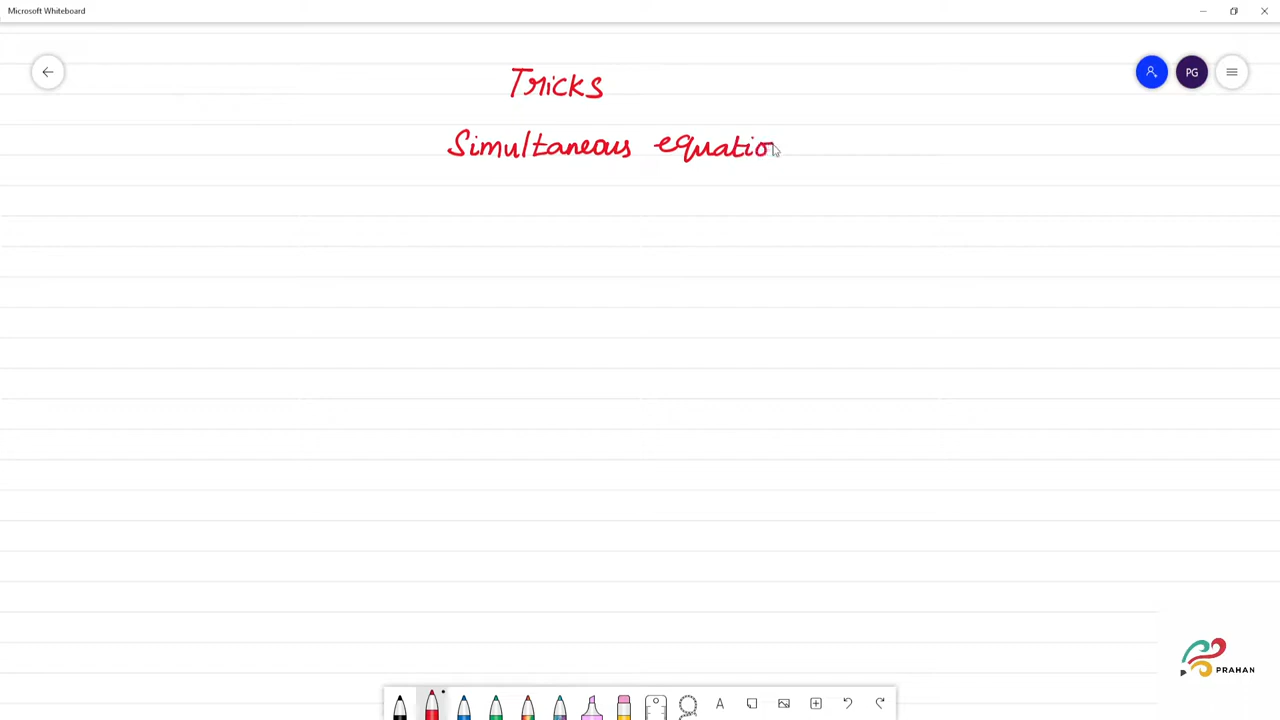 Microsoft Whiteboard
Tricks
PG
Simultaneous equatio
PRAHAN
A